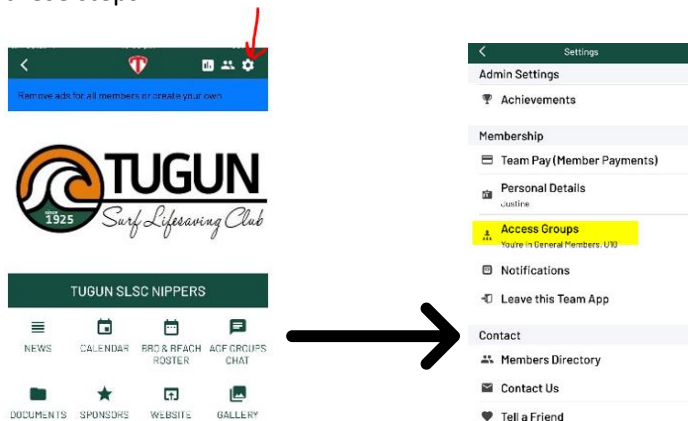 these steps
Remove ads for all members or create your own
TUGUN
since
1925
Surf Lifesaving Club
TUGUN SLSC NIPPERS
NEWS
CALENDAR
BBQ & BEACH
ROSTER
AGE GROUPS
CHAT
DOCUMENTS
SPONSORS
WEBSITE
GALLERY
Settings
Admin Settings
Achievements
Membership
Team Pay (Member Payments)
Personal Details
Justine
Access Groups
You're in General Members, U10
Notifications
Leave this Team App
Contact
Members Directory
Contact Us
Tell a Friend